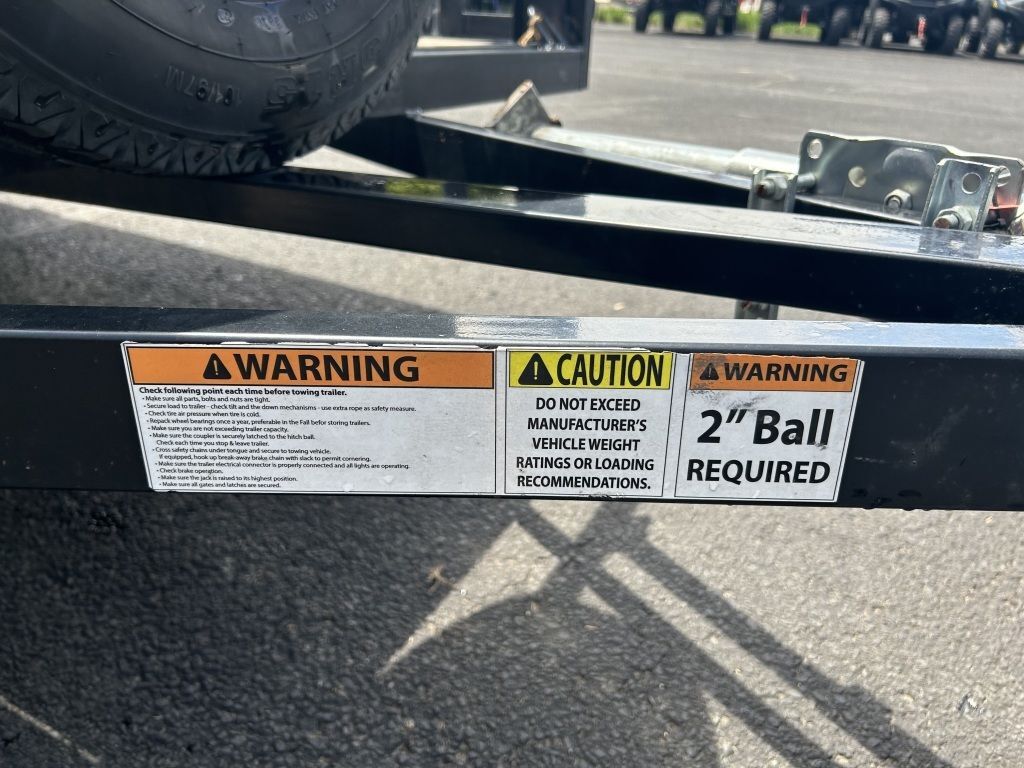 R15
101/97M
WARNING
Check following point each time before towing trailer.
- Make sure all parts, bolts and nuts are tight.
- Secure load to trailer - check tilt and the down mechanisms - use extra rope as safety measure.
- Check tire air pressure when tire is cold.
- Repack wheel bearings once a year, preferable in the Fall befor storing trailers.
- Make sure you are not exceeding trailer capacity.
- Make sure the coupler is securely latched to the hitch ball.
Check each time you stop & leave trailer.
- Cross safety chains under tongue and secure to towing vehicle.
If equipped, hook up break-away brake chain with slack to permit cornering.
- Make sure the trailer electrical connector is properly connected and all lights are operating.
- Check brake operation.
- Make sure the jack is raised to its highest position.
- Make sure all gates and latches are secured.
CAUTION
DO NOT EXCEED
MANUFACTURER'S
VEHICLE WEIGHT
RATINGS OR LOADING
RECOMMENDATIONS.
WARNING
2" Ball
REQUIRED